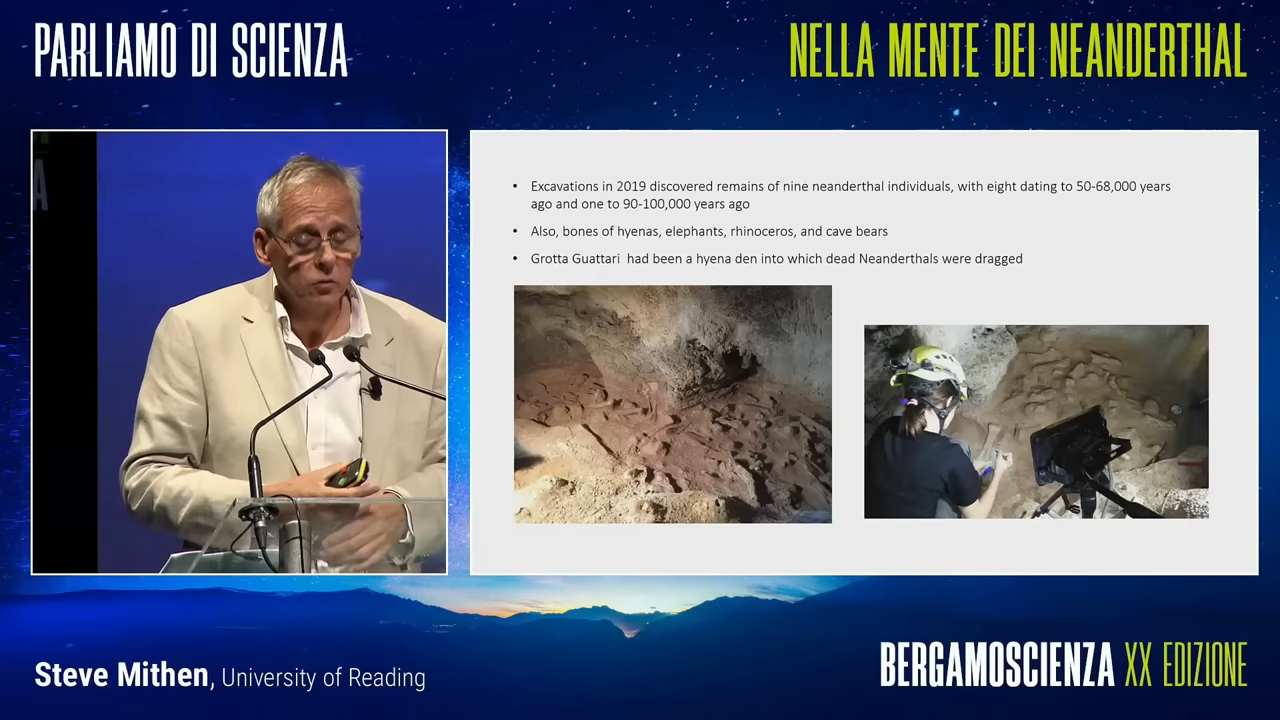 PARLIAMO DI SCIENZA
NELLA MENTE DEI NEANDERTHAL
A
• Excavations in 2019 discovered remains of nine neanderthal individuals, with eight dating to 50-68,000 years
ago and one to 90-100,000 years ago
• Also, bones of hyenas, elephants, rhinoceros, and cave bears
• Grotta Guattari had been a hyena den into which dead Neanderthals were dragged
Steve Mithen, University of Reading
BERGAMOSCIENZA XX EDIZIONE